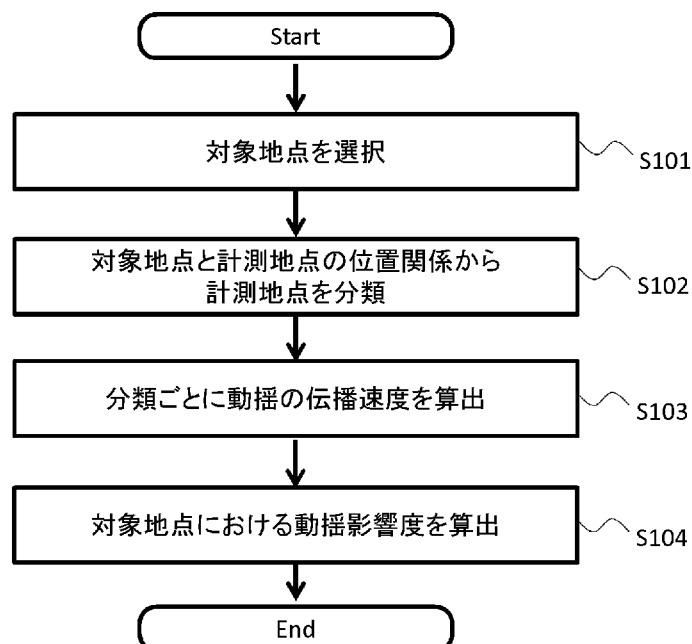 Start
対象地点を選択
S101
対象地点と計測地点の位置関係から
計測地点を分類
S102
分類ごとに動揺の伝播速度を算出
S103
対象地点における動揺影響度を算出
S104
End